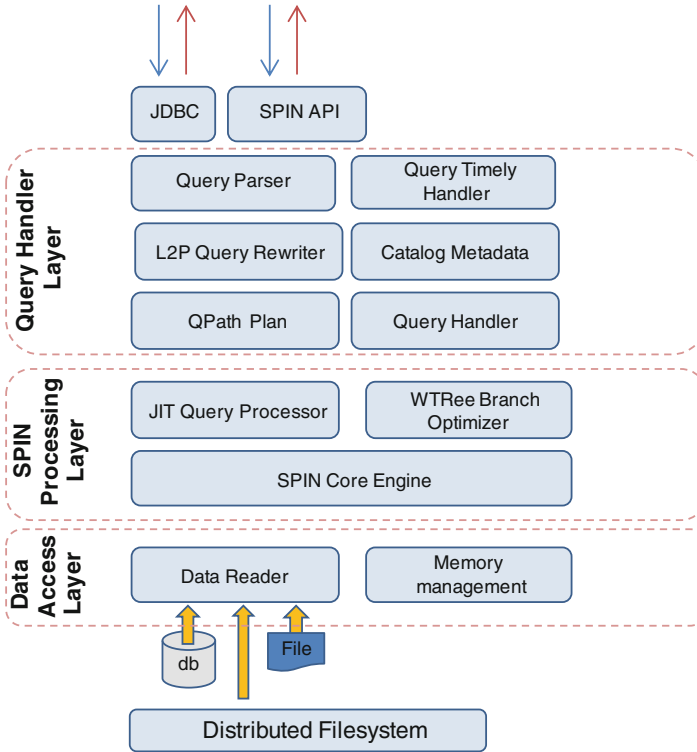 JDBC
SPIN API
Query Handler
Layer
Query Parser
Query Timely
Handler
L2P Query Rewriter
Catalog Metadata
QPath Plan
Query Handler
SPIN
Processing
Layer
JIT Query Processor
WTRee Branch
Optimizer
SPIN Core Engine
Data
Access
Layer
Data Reader
Memory
management
db
File
Distributed Filesystem